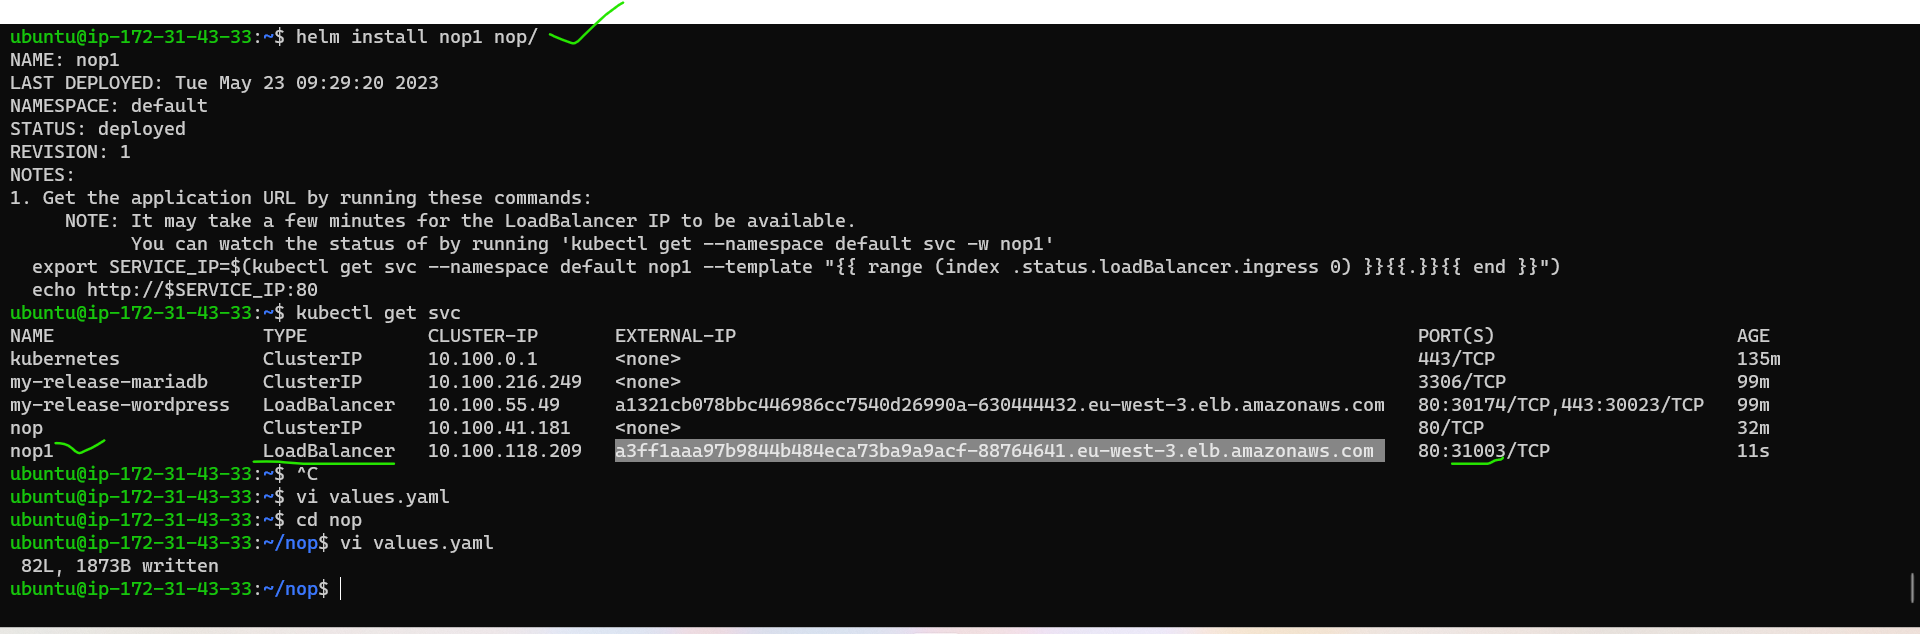 ubuntu@ip-172-31-43-33:~$ helm install nop1 nop/
NAME: nop1
LAST DEPLOYED: Tue May 23 09:29:20 2023
NAMESPACE: default
STATUS: deployed
REVISION: 1
NOTES:
1. Get the application URL by running these commands:
     NOTE: It may take a few minutes for the LoadBalancer IP to be available.
           You can watch the status of by running 'kubectl get --namespace default svc -w nop1'
  export SERVICE_IP=$(kubectl get svc --namespace default nop1 --template "{{ range (index .status.loadBalancer.ingress 0) }}{{.}}{{ end }}")
  echo http://$SERVICE_IP:80
ubuntu@ip-172-31-43-33:~$ kubectl get svc
NAME                   TYPE           CLUSTER-IP       EXTERNAL-IP                                                              PORT(S)                      AGE
kubernetes             ClusterIP      10.100.0.1       <none>                                                                   443/TCP                      135m
my-release-mariadb     ClusterIP      10.100.216.249   <none>                                                                   3306/TCP                     99m
my-release-wordpress   LoadBalancer   10.100.55.49     a1321cb078bbc446986cc7540d26990a-630444432.eu-west-3.elb.amazonaws.com   80:30174/TCP,443:30023/TCP   99m
nop                    ClusterIP      10.100.41.181    <none>                                                                   80/TCP                       32m
nop1                   LoadBalancer   10.100.118.209   a3ff1aaa97b9844b484eca73ba9a9acf-88764641.eu-west-3.elb.amazonaws.com    80:31003/TCP                 11s
ubuntu@ip-172-31-43-33:~$ ^C
ubuntu@ip-172-31-43-33:~$ vi values.yaml
ubuntu@ip-172-31-43-33:~$ cd nop
ubuntu@ip-172-31-43-33:~/nop$ vi values.yaml
 82L, 1873B written
ubuntu@ip-172-31-43-33:~/nop$